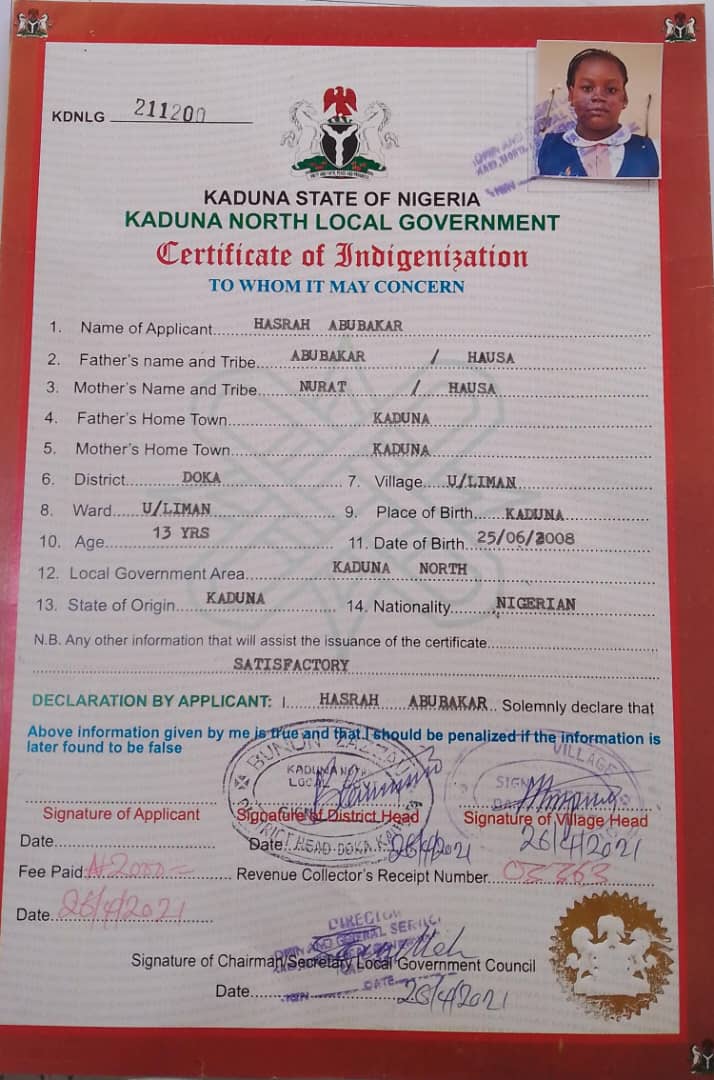 KDNLG 211200
KADUNA STATE OF NIGERIA
KADUNA NORTH LOCAL GOVERNMENT
Certificate of Indigenization
TO WHOM IT MAY CONCERN
1. Name of Applicant HASRAH ABUBAKAR
2. Father's name and Tribe ABUBAKAR / HAUSA
3. Mother's Name and Tribe NURAT / HAUSA
4. Father's Home Town KADUNA
5. Mother's Home Town KADUNA
6. District DOKA 7. Village U/LIMAN
8. Ward U/LIMAN 9. Place of Birth KADUNA
10. Age 13 YRS 11. Date of Birth 25/06/2008
12. Local Government Area KADUNA NORTH
13. State of Origin KADUNA 14. Nationality NIGERIAN
N.B. Any other information that will assist the issuance of the certificate
SATISFACTORY
DECLARATION BY APPLICANT: I HASRAH ABUBAKAR Solemnly declare that
Above information given by me is true and that I should be penalized if the information is
later found to be false
VILLAGE
KADUNA
SIGN
DISTRICT HEAD DOKA
Signature of Applicant Signature of District Head Signature of Village Head
Date Date 26/4/2021 26/4/2021
Fee Paid: ₦2000= Revenue Collector's Receipt Number
Date 26/4/2021
GENERAL
Signature of Chairman/Secretary Local Government Council
DATE
Date 26/4/2021